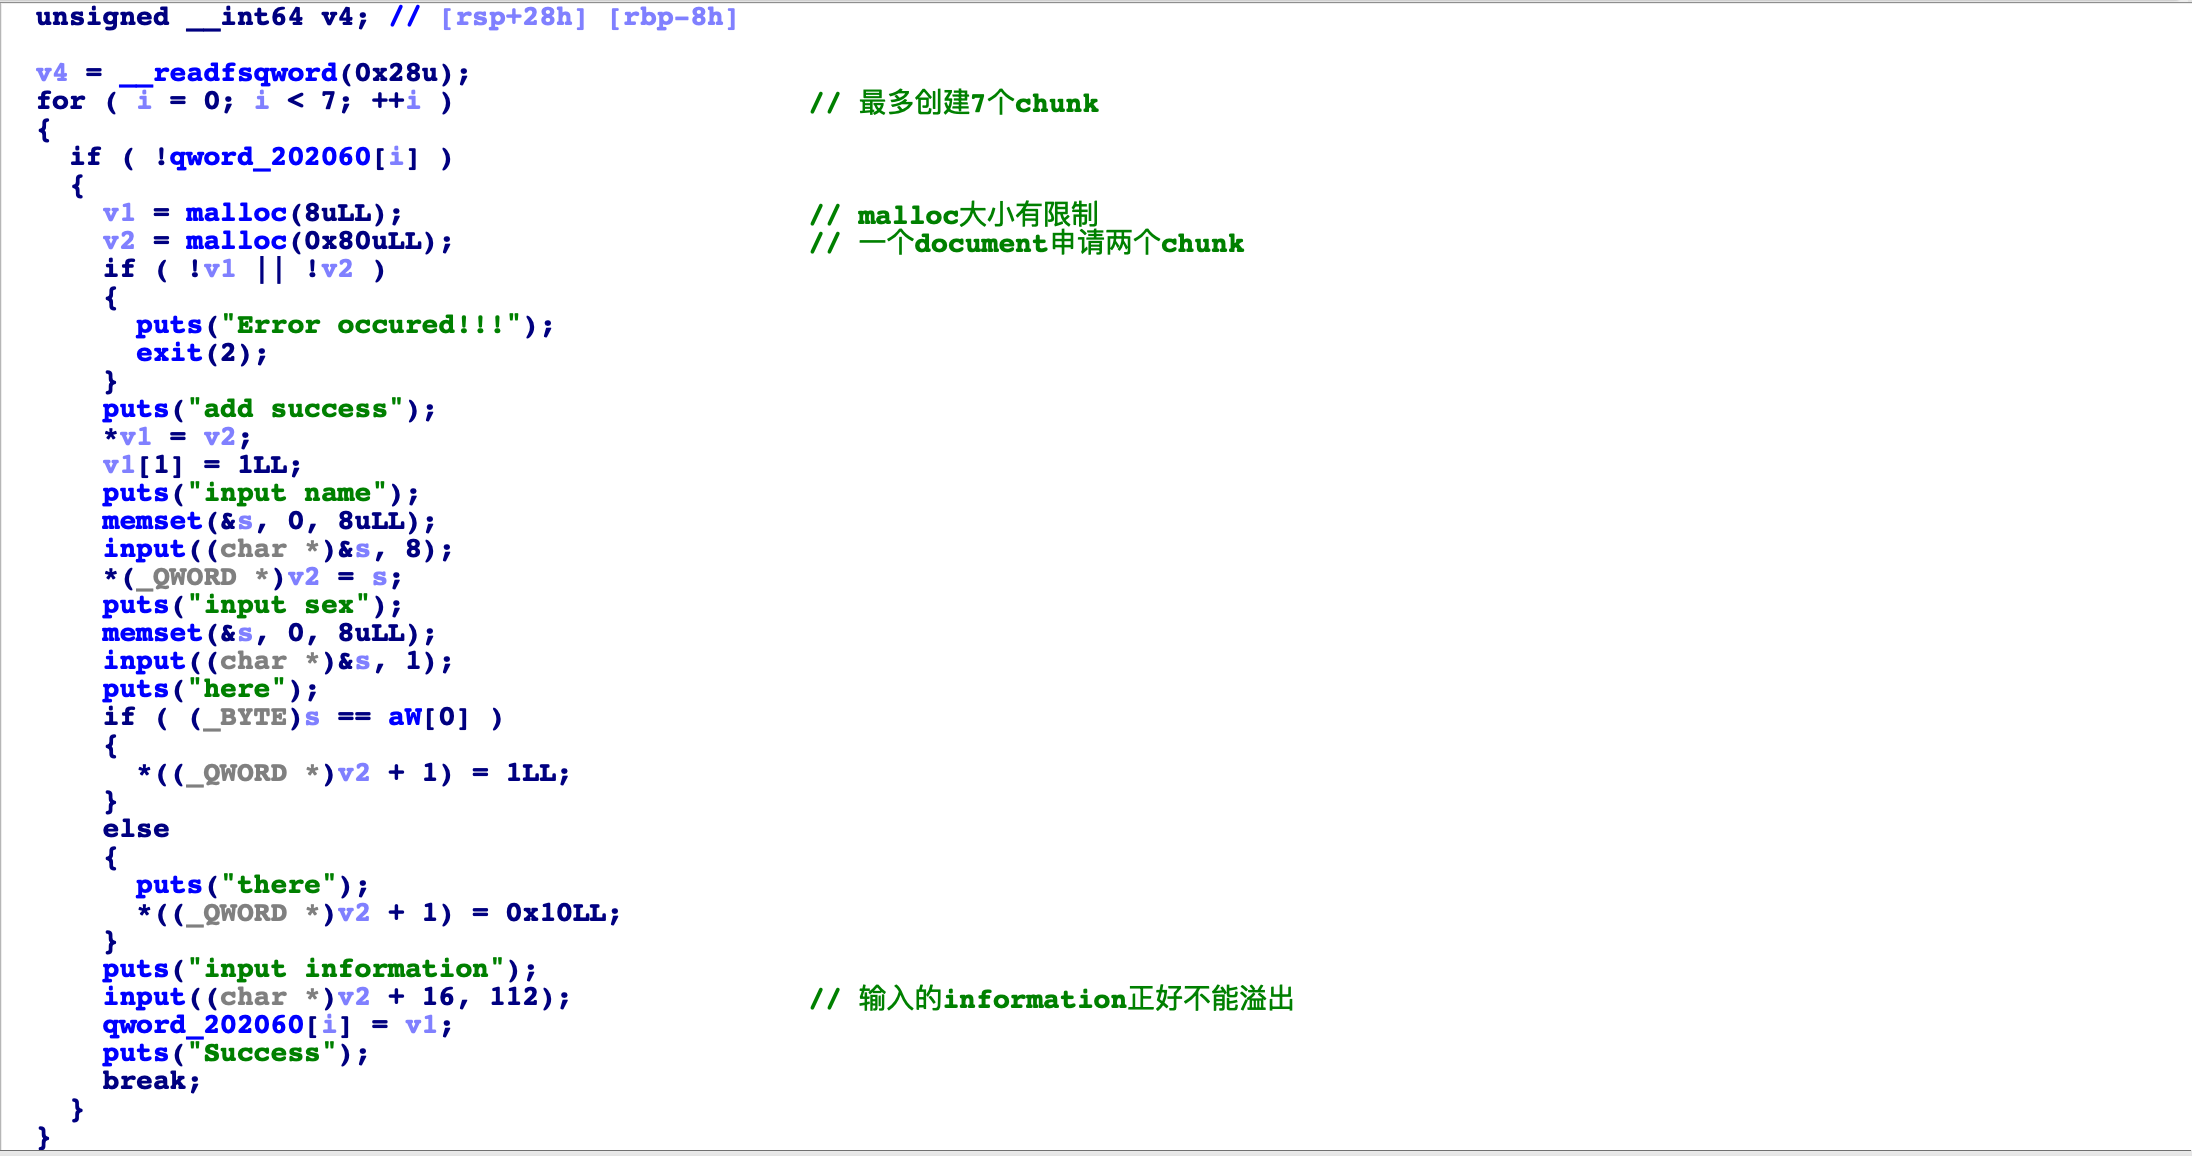 unsigned __int64 v4; // [rsp+28h] [rbp-8h]
v4 = __readfsqword(0x28u);
for ( i = 0; i < 7; ++i ) // 最多创建7个chunk
{
if ( !qword_202060[i] )
{
v1 = malloc(8uLL); // malloc大小有限制
v2 = malloc(0x80uLL); // 一个document申请两个chunk
if ( !v1 || !v2 )
{
puts("Error occured!!!");
exit(2);
}
puts("add success");
*v1 = v2;
v1[1] = 1LL;
puts("input name");
memset(&s, 0, 8uLL);
input((char *)&s, 8);
*(_QWORD *)v2 = s;
puts("input sex");
memset(&s, 0, 8uLL);
input((char *)&s, 1);
puts("here");
if ( (_BYTE)s == aW[0] )
{
*((_QWORD *)v2 + 1) = 1LL;
}
else
{
puts("there");
*((_QWORD *)v2 + 1) = 0x10LL;
}
puts("input information");
input((char *)v2 + 16, 112); // 输入的information正好不能溢出
qword_202060[i] = v1;
puts("Success");
break;
}
}